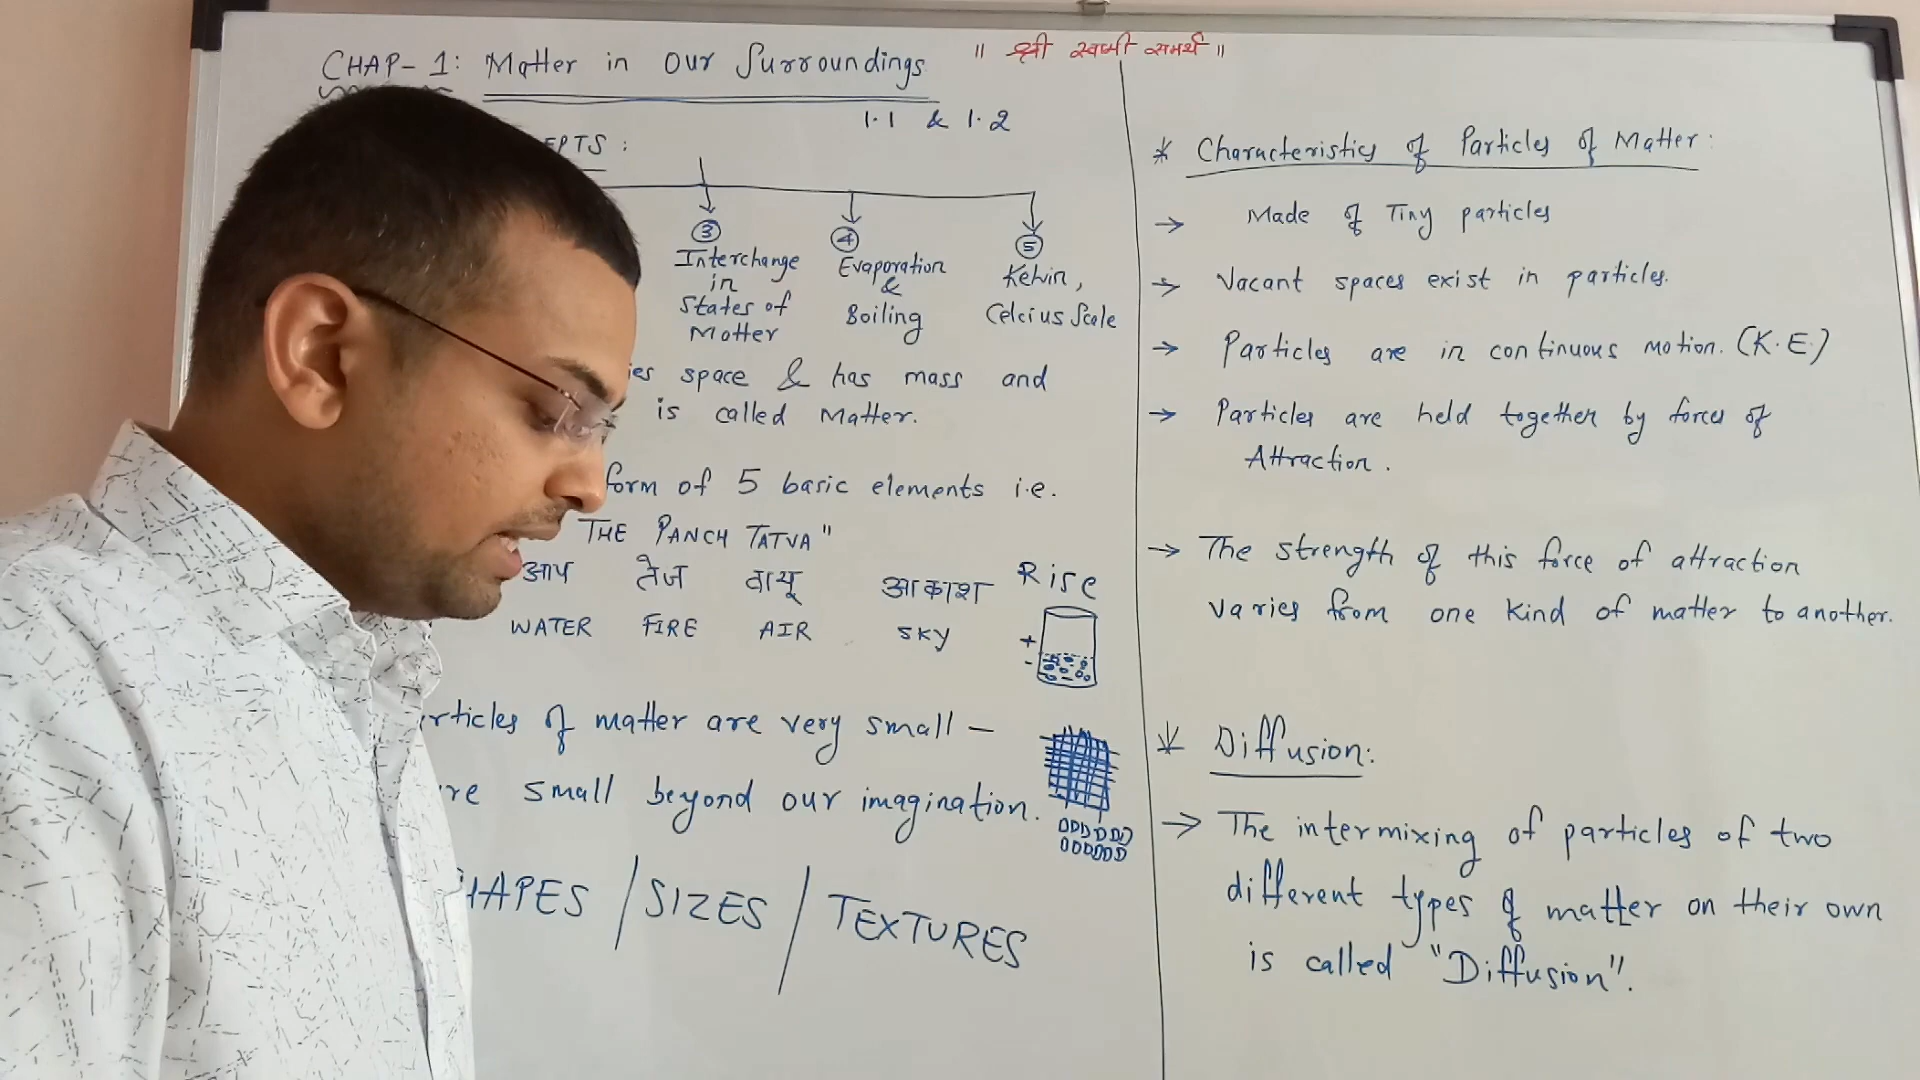 CHAP-1: Matter in our Surroundings
॥ श्री स्वामी समर्थ ॥
1.1 & 1.2
EPTS :
3
Interchange
in
States of
Matter
4
Evaporation
&
Boiling
5
Kelvin,
Celcius Scale
ies space & has mass and
is called Matter.
form of 5 basic elements i.e.
THE PANCH TATVA"
आप तेज वायू आकाश
WATER FIRE AIR SKY
Rise
+
-
rticles of matter are very small –
re small beyond our imagination.
HAPES / SIZES / TEXTURES
* Characteristics of Particles of Matter:
→ Made of Tiny particles
→ Vacant spaces exist in particles.
→ Particles are in continuous motion. (K.E.)
→ Particles are held together by forces of
Attraction.
→ The strength of this force of attraction
varies from one kind of matter to another.
* Diffusion:
→ The intermixing of particles of two
different types of matter on their own
is called "Diffusion".